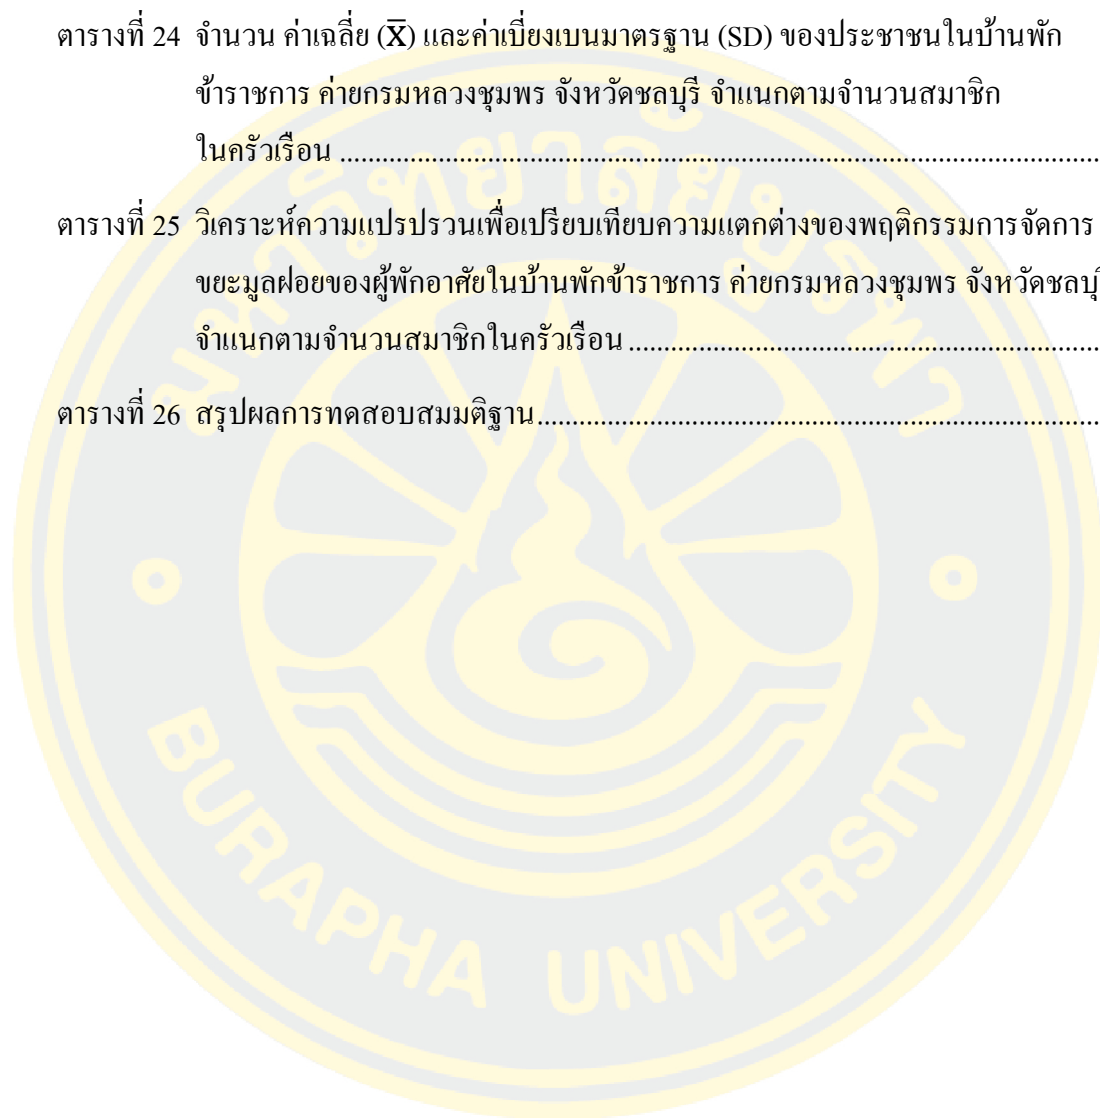 ตารางที่ 24 จำนวน ค่าเฉลี่ย (X̅) และค่าเบี่ยงเบนมาตรฐาน (SD) ของประชาชนในบ้านพัก
ข้าราชการ ค่ายกรมหลวงชุมพร จังหวัดชลบุรี จำแนกตามจำนวนสมาชิก
ในครัวเรือน ....................................................................................................
ตารางที่ 25 วิเคราะห์ความแปรปรวนเพื่อเปรียบเทียบความแตกต่างของพฤติกรรมการจัดการ
ขยะมูลฝอยของผู้พักอาศัยในบ้านพักข้าราชการ ค่ายกรมหลวงชุมพร จังหวัดชลบุ
จำแนกตามจำนวนสมาชิกในครัวเรือน ..............................................................
ตารางที่ 26 สรุปผลการทดสอบสมมติฐาน ..........................................................................
มหาวิทยาลัยบูรพา
BURAPHA UNIVERSITY